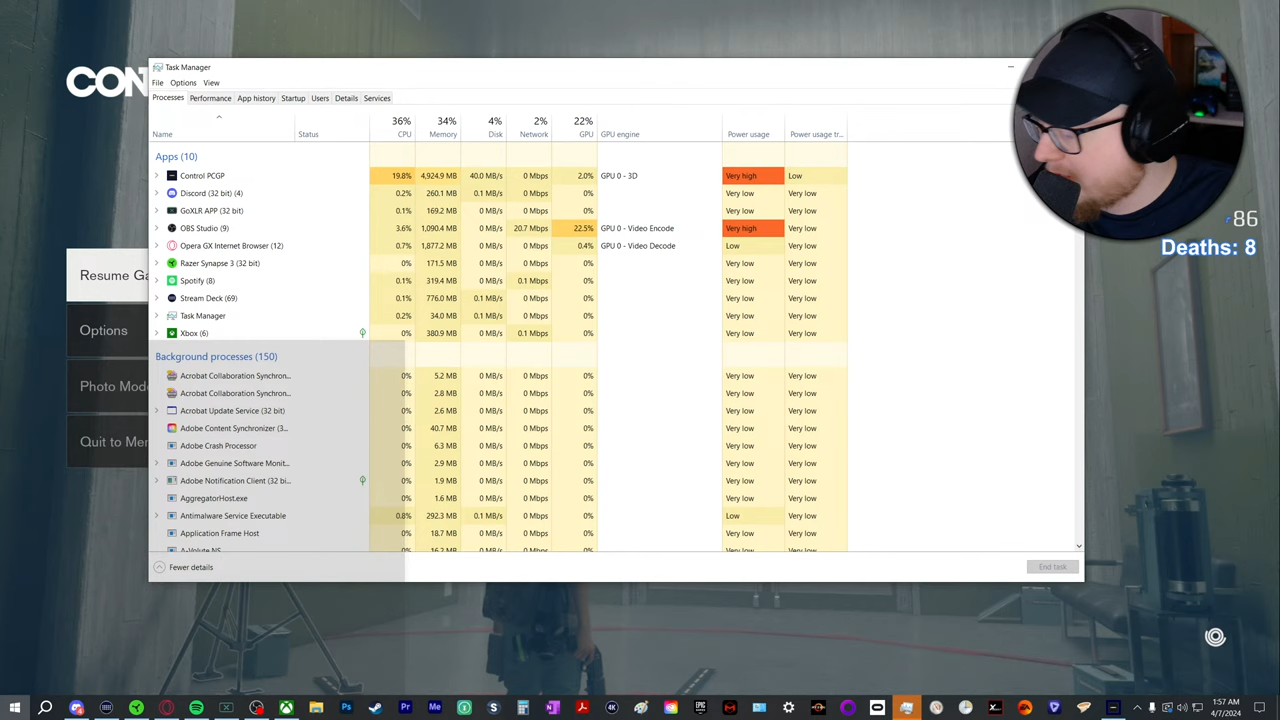 CON
Task Manager
File Options View
Processes Performance App history Startup Users Details Services
36% 34% 4% 2% 22%
Name Status CPU Memory Disk Network GPU GPU engine Power usage Power usage tr...
Apps (10)
Control PCGP 19.8% 4,924.9 MB 40.0 MB/s 0 Mbps 2.0% GPU 0 - 3D Very high Low
Discord (32 bit) (4) 0.2% 260.1 MB 0.1 MB/s 0 Mbps 0% Very low Very low
GoXLR APP (32 bit) 0.1% 169.2 MB 0 MB/s 0 Mbps 0% Very low Very low
OBS Studio (9) 3.6% 1,090.4 MB 0 MB/s 20.7 Mbps 22.5% GPU 0 - Video Encode Very high Very low
Opera GX Internet Browser (12) 0.7% 1,877.2 MB 0 MB/s 0 Mbps 0.4% GPU 0 - Video Decode Low Very low
Razer Synapse 3 (32 bit) 0% 171.5 MB 0 MB/s 0 Mbps 0% Very low Very low
Spotify (8) 0.1% 319.4 MB 0 MB/s 0.1 Mbps 0% Very low Very low
Stream Deck (69) 0.1% 776.0 MB 0.1 MB/s 0 Mbps 0% Very low Very low
Task Manager 0.2% 34.0 MB 0.1 MB/s 0 Mbps 0% Very low Very low
Xbox (6) 0% 380.9 MB 0 MB/s 0.1 Mbps 0% Very low Very low
Background processes (150)
Acrobat Collaboration Synchron... 0% 5.2 MB 0 MB/s 0 Mbps 0% Very low Very low
Acrobat Collaboration Synchron... 0% 2.8 MB 0 MB/s 0 Mbps 0% Very low Very low
Acrobat Update Service (32 bit) 0% 2.6 MB 0 MB/s 0 Mbps 0% Very low Very low
Adobe Content Synchronizer (3... 0% 40.7 MB 0 MB/s 0 Mbps 0% Very low Very low
Adobe Crash Processor 0% 6.3 MB 0 MB/s 0 Mbps 0% Very low Very low
Adobe Genuine Software Monit... 0% 2.9 MB 0 MB/s 0 Mbps 0% Very low Very low
Adobe Notification Client (32 bi... 0% 1.9 MB 0 MB/s 0 Mbps 0% Very low Very low
AggregatorHost.exe 0% 1.6 MB 0 MB/s 0 Mbps 0% Very low Very low
Antimalware Service Executable 0.8% 292.3 MB 0.1 MB/s 0 Mbps 0% Low Very low
Application Frame Host 0% 18.7 MB 0 MB/s 0 Mbps 0% Very low Very low
A-Volute NS 0% 16.2 MB 0 MB/s 0 Mbps 0% Very low Very low
Fewer details End task
Resume Ga
Options
Photo Mod
Quit to Men
86
Deaths: 8
1:57 AM
4/7/2024